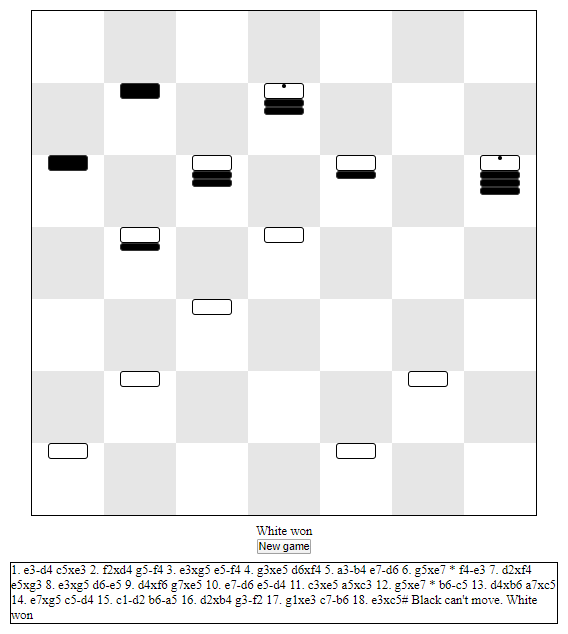 White won
New game
1. e3-d4 c5xe3 2. f2xd4 g5-f4 3. e3xg5 e5-f4 4. g3xe5 d6xf4 5. a3-b4 e7-d6 6. g5xe7 * f4-e3 7. d2xf4
e5xg3 8. e3xg5 d6-e5 9. d4xf6 g7xe5 10. e7-d6 e5-d4 11. c3xe5 a5xc3 12. g5xe7 * b6-c5 13. d4xb6 a7xc5
14. e7xg5 c5-d4 15. c1-d2 b6-a5 16. d2xb4 g3-f2 17. g1xe3 c7-b6 18. e3xc5# Black can't move. White
won